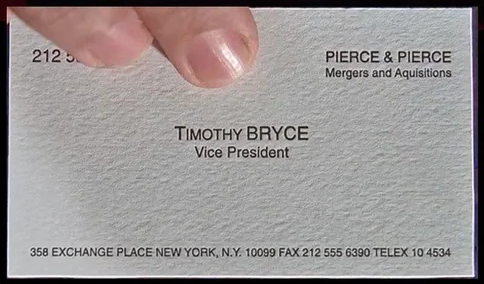 212 5
PIERCE & PIERCE
Mergers and Aquisitions
TIMOTHY BRYCE
Vice President
358 EXCHANGE PLACE NEW YORK, N.Y. 10099 FAX 212 555 6390 TELEX 10 4534